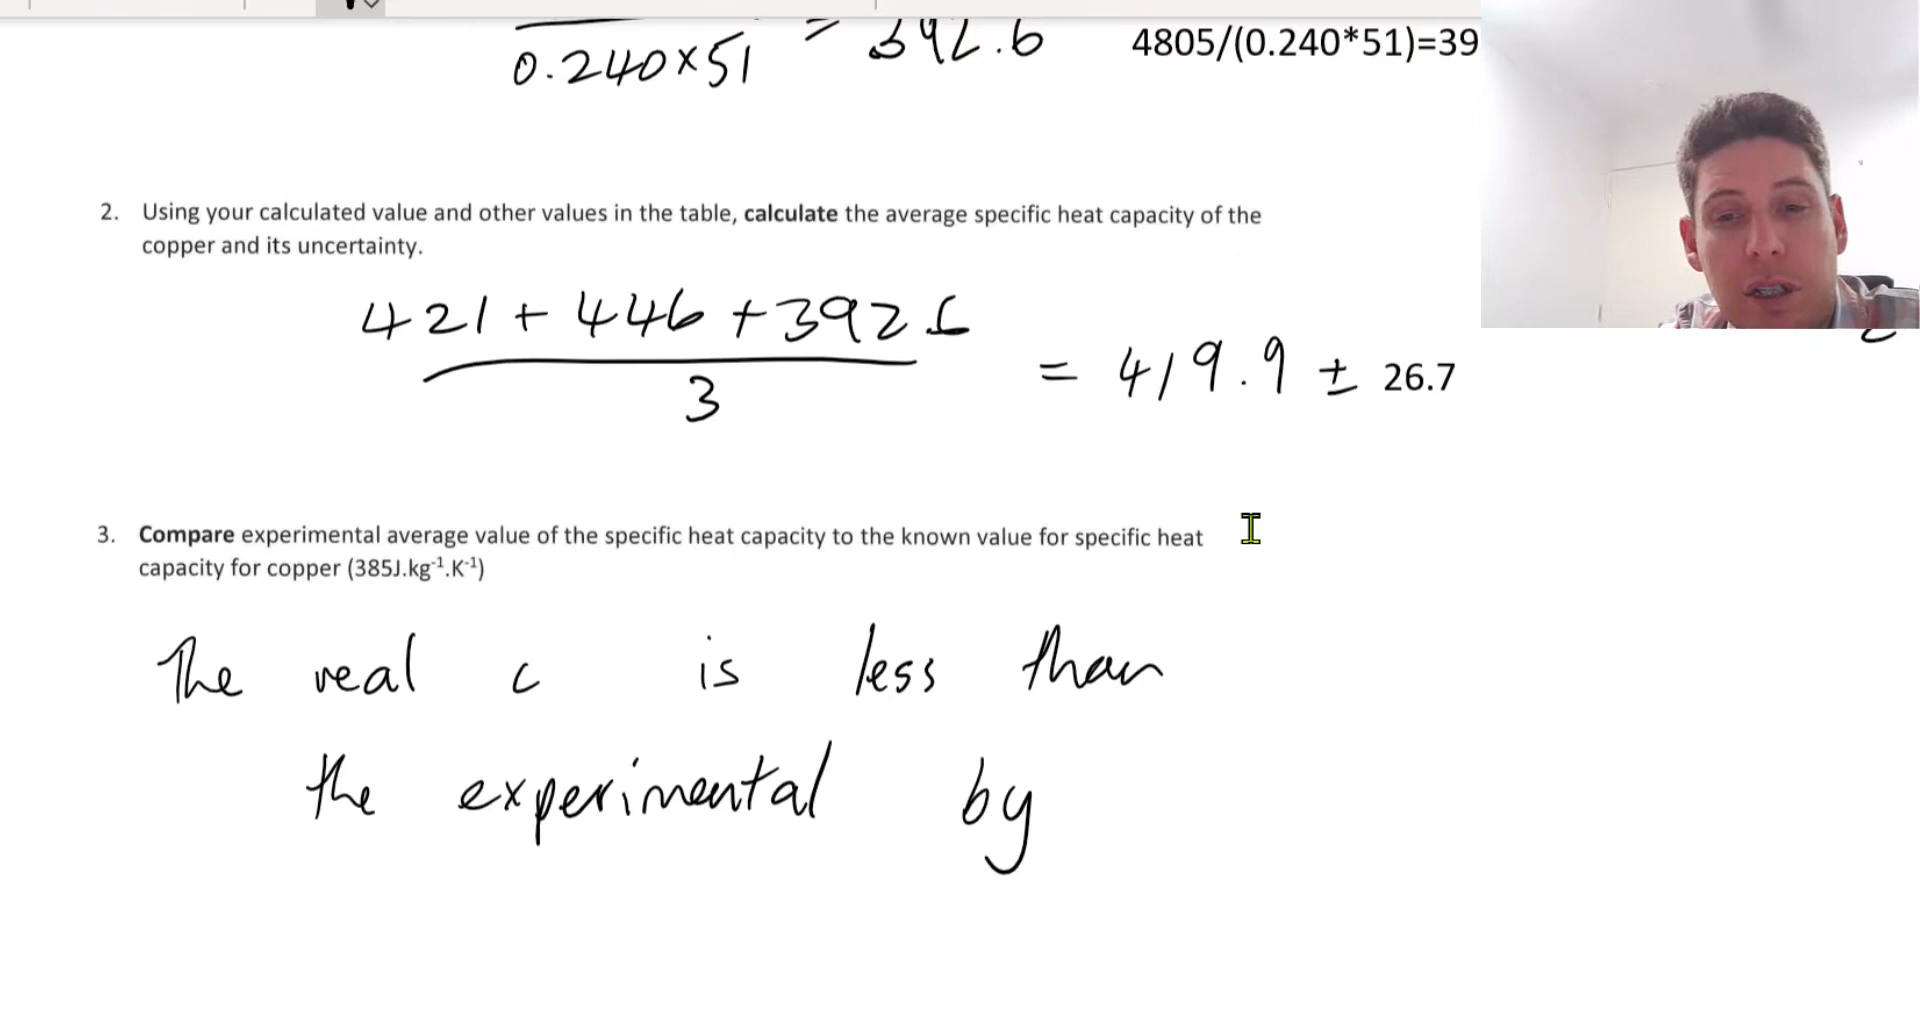 0.240×51 = 392.6 4805/(0.240*51)=39
2. Using your calculated value and other values in the table, calculate the average specific heat capacity of the
copper and its uncertainty.
421 + 446 + 392.6
3
= 419.9 ± 26.7
3. Compare experimental average value of the specific heat capacity to the known value for specific heat
capacity for copper (385J.kg⁻¹.K⁻¹)
The real c is less than
the experimental by